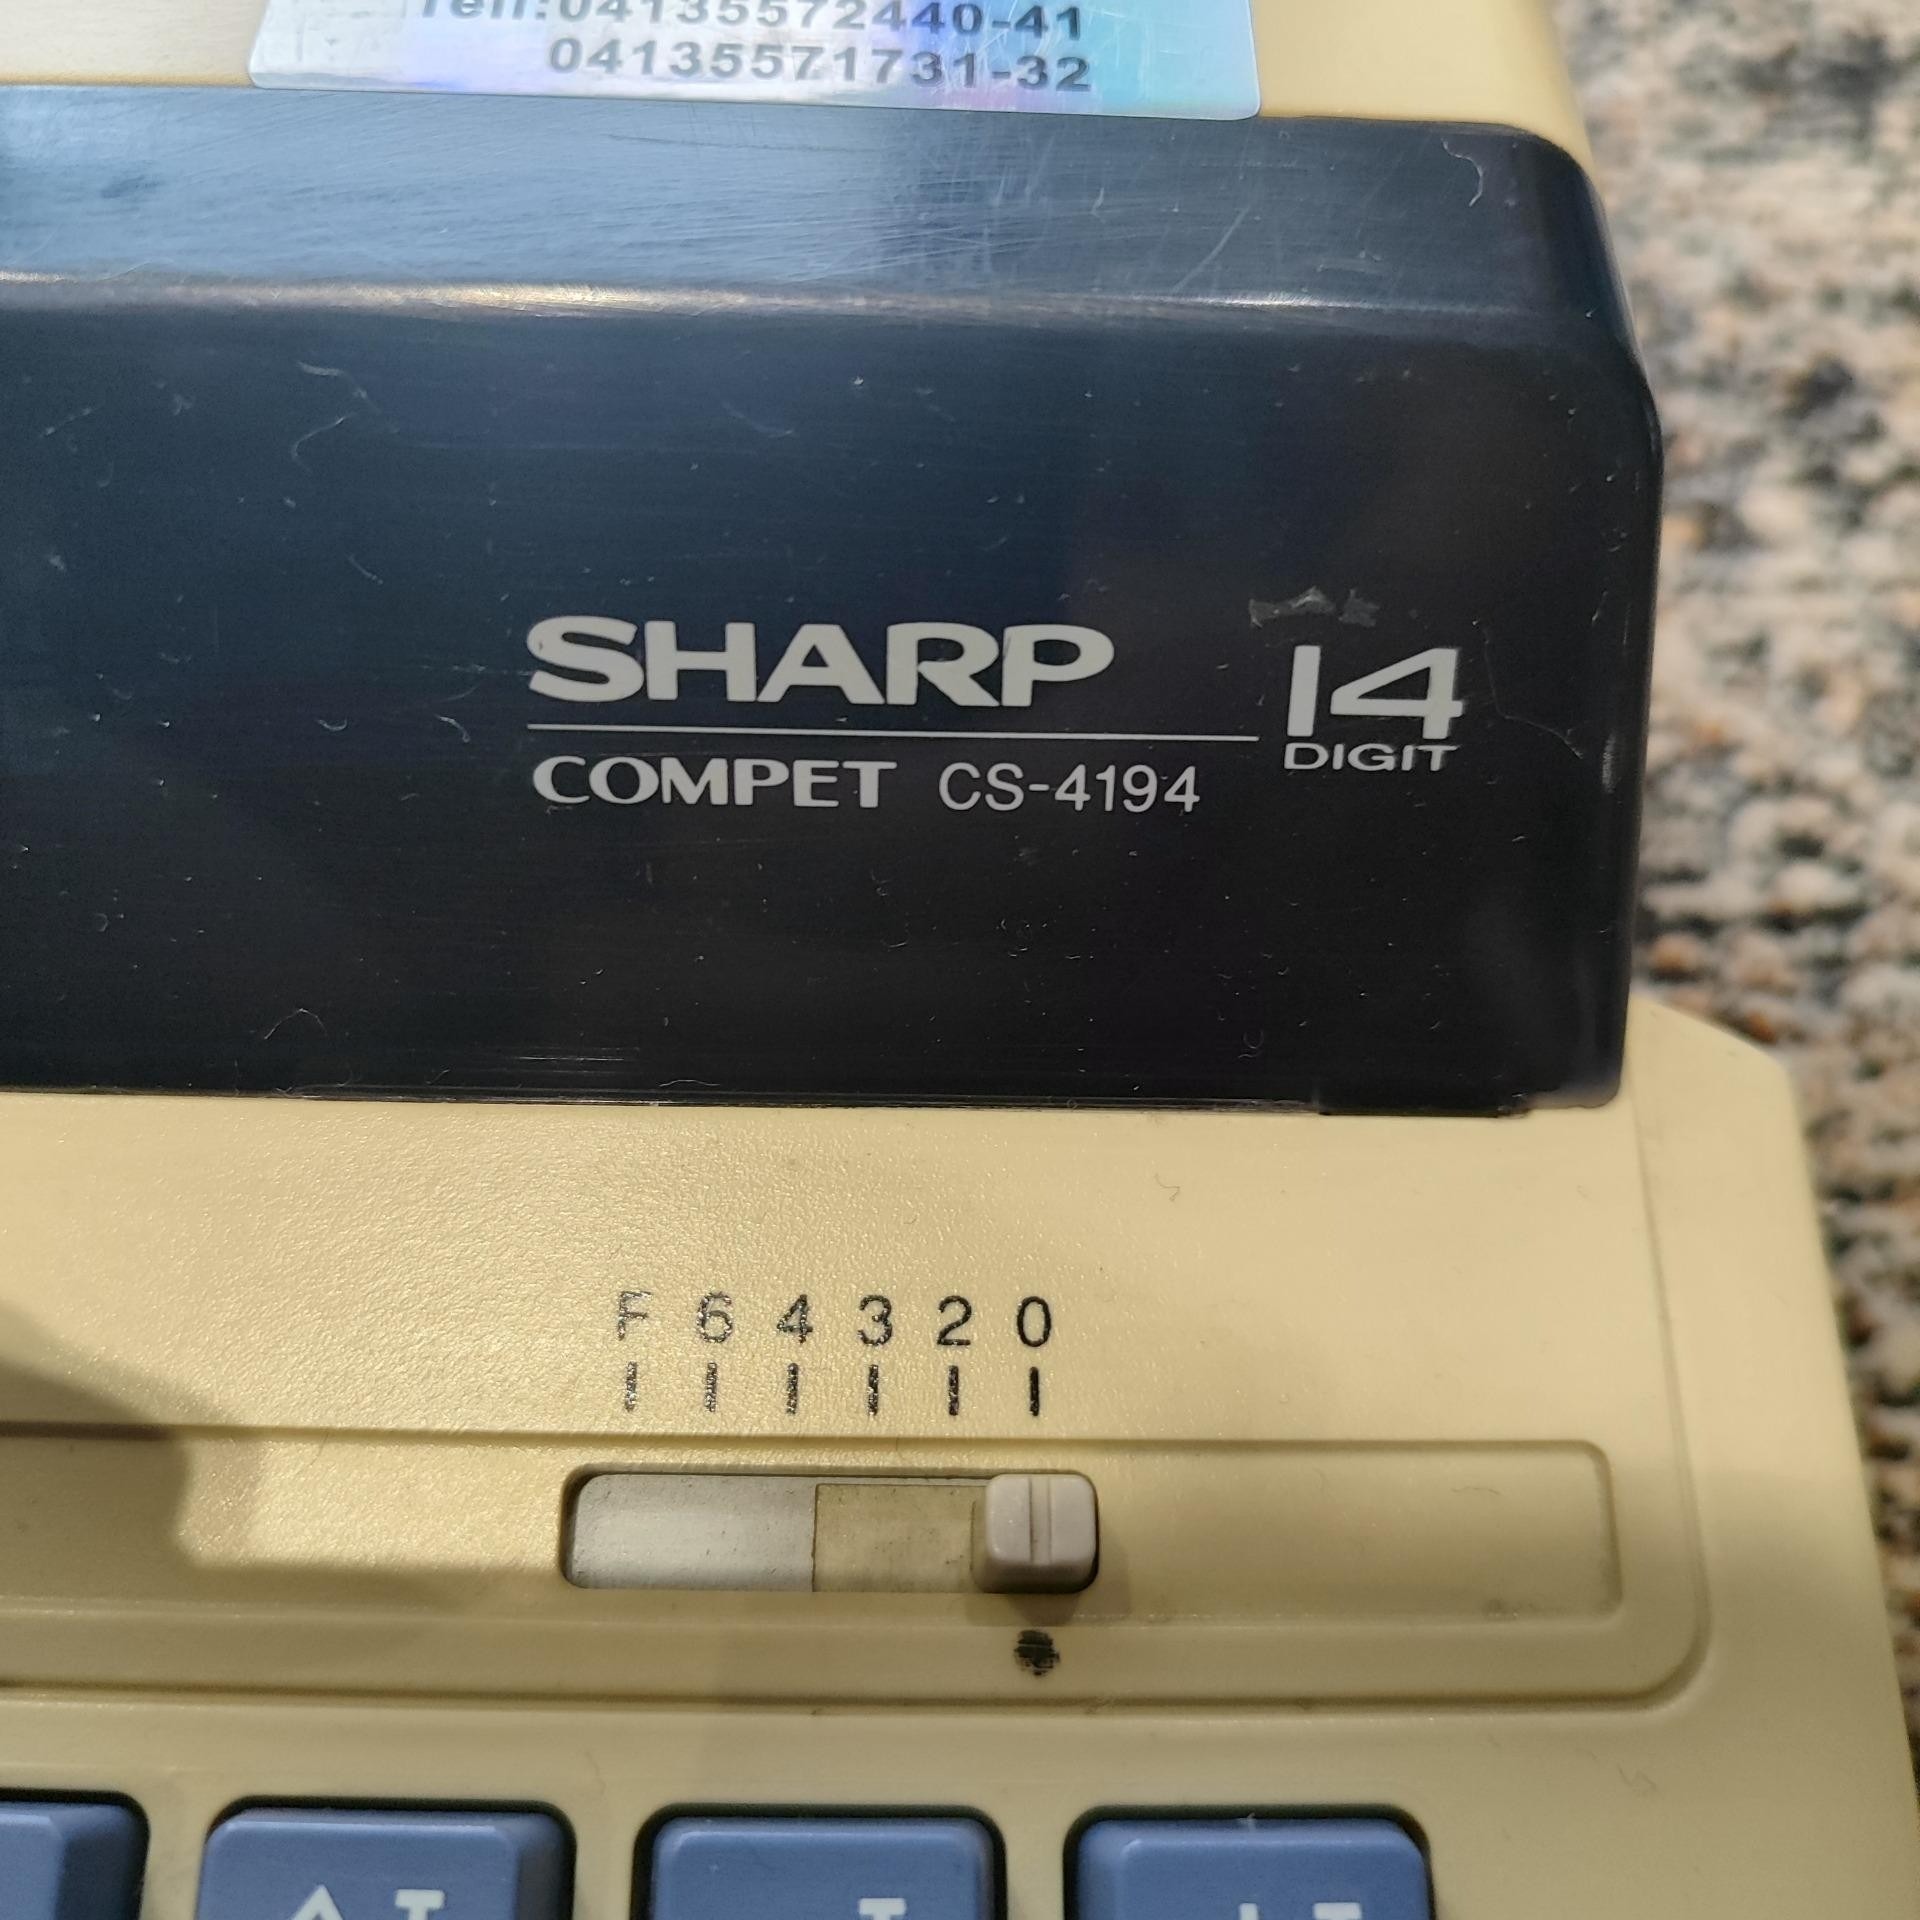 Tell:04135572440-41
04135571731-32
SHARP
14
DIGIT
COMPET CS-4194
F 6 4 3 2 0